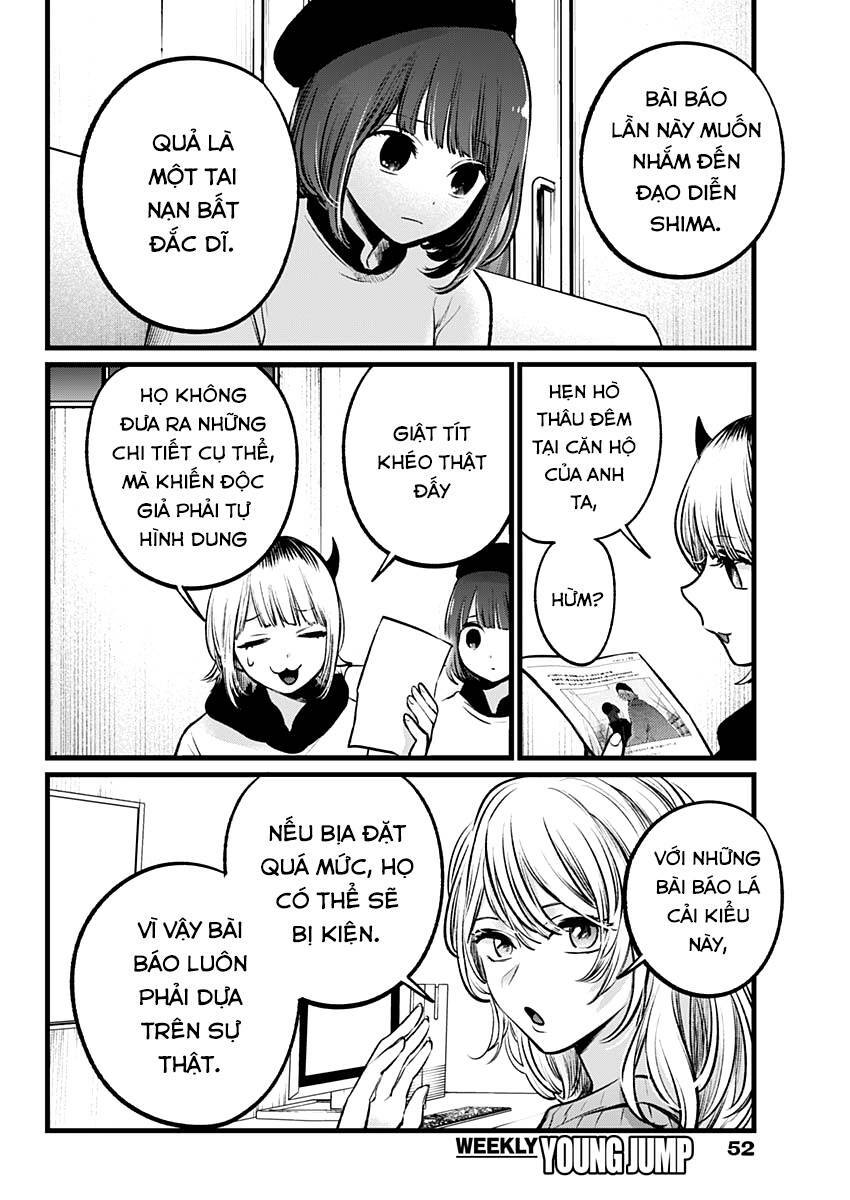 BÀI BÁO
LẦN NÀY MUỐN
NHẮM ĐẾN
ĐẠO DIỄN
SHIMA.
QUẢ LÀ
MỘT TAI
NẠN BẤT
ĐẮC DĨ.
HẸN HÒ
THÂU ĐÊM
TẠI CĂN HỘ
CỦA ANH
TA,
HỪM?
GIẬT TÍT
KHÉO THẬT
ĐẤY
HỌ KHÔNG
ĐƯA RA NHỮNG
CHI TIẾT CỤ THỂ,
MÀ KHIẾN ĐỘC
GIẢ PHẢI TỰ
HÌNH DUNG
VỚI NHỮNG
BÀI BÁO LÁ
CẢI KIỂU
NÀY,
NẾU BỊA ĐẶT
QUÁ MỨC, HỌ
CÓ THỂ SẼ
BỊ KIỆN.
VÌ VẬY BÀI
BÁO LUÔN
PHẢI DỰA
TRÊN SỰ
THẬT.
WEEKLY YOUNG JUMP 52